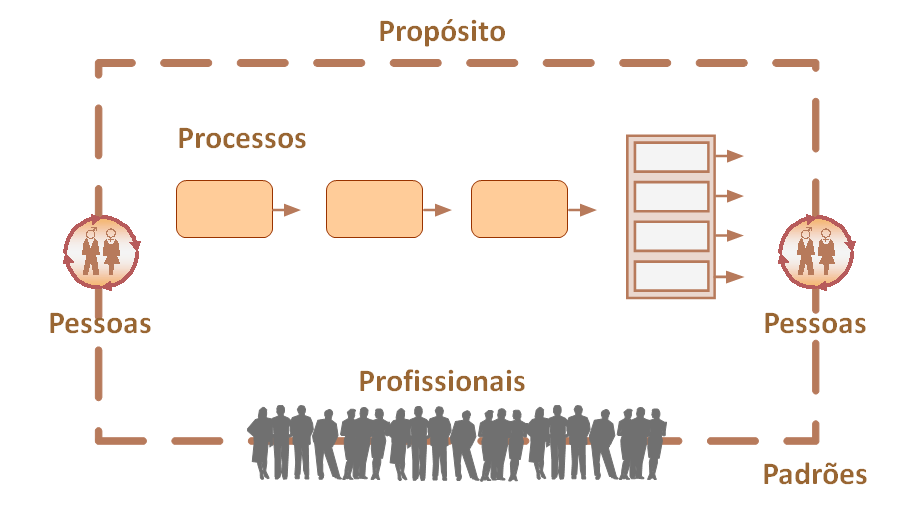 Propósito
Processos
Pessoas
Pessoas
Profissionais
Padrões